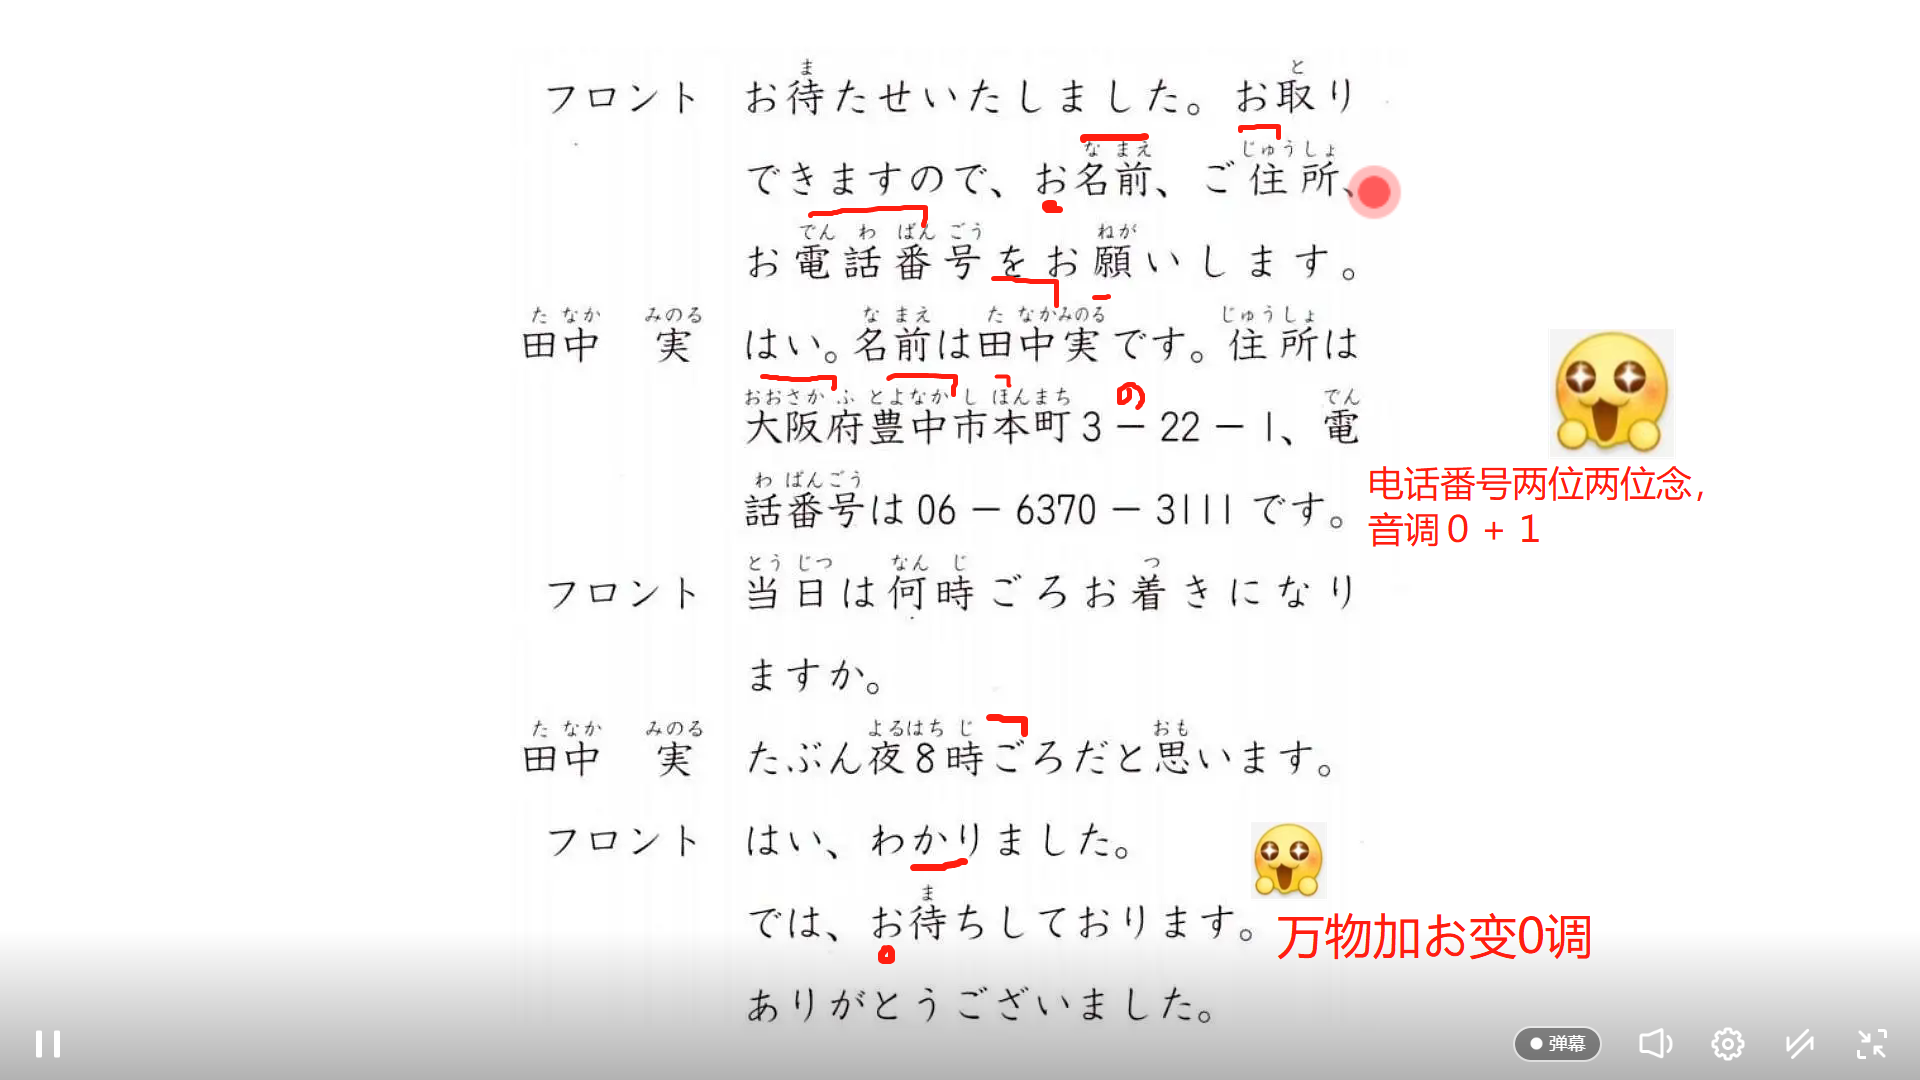 フロント　お待たせいたしました。お取り
できますので、お名前、ご住所、
お電話番号をお願いします。
田中　実　はい。名前は田中実です。住所は
の
大阪府豊中市本町3－22－1、電
話番号は06－6370－3111です。
电话番号两位两位念，
音调0 + 1
フロント　当日は何時ごろお着きになり
ますか。
田中　実　たぶん夜8時ごろだと思います。
フロント　はい、わかりました。
では、お待ちしております。
万物加お变0调
ありがとうございました。
弹幕